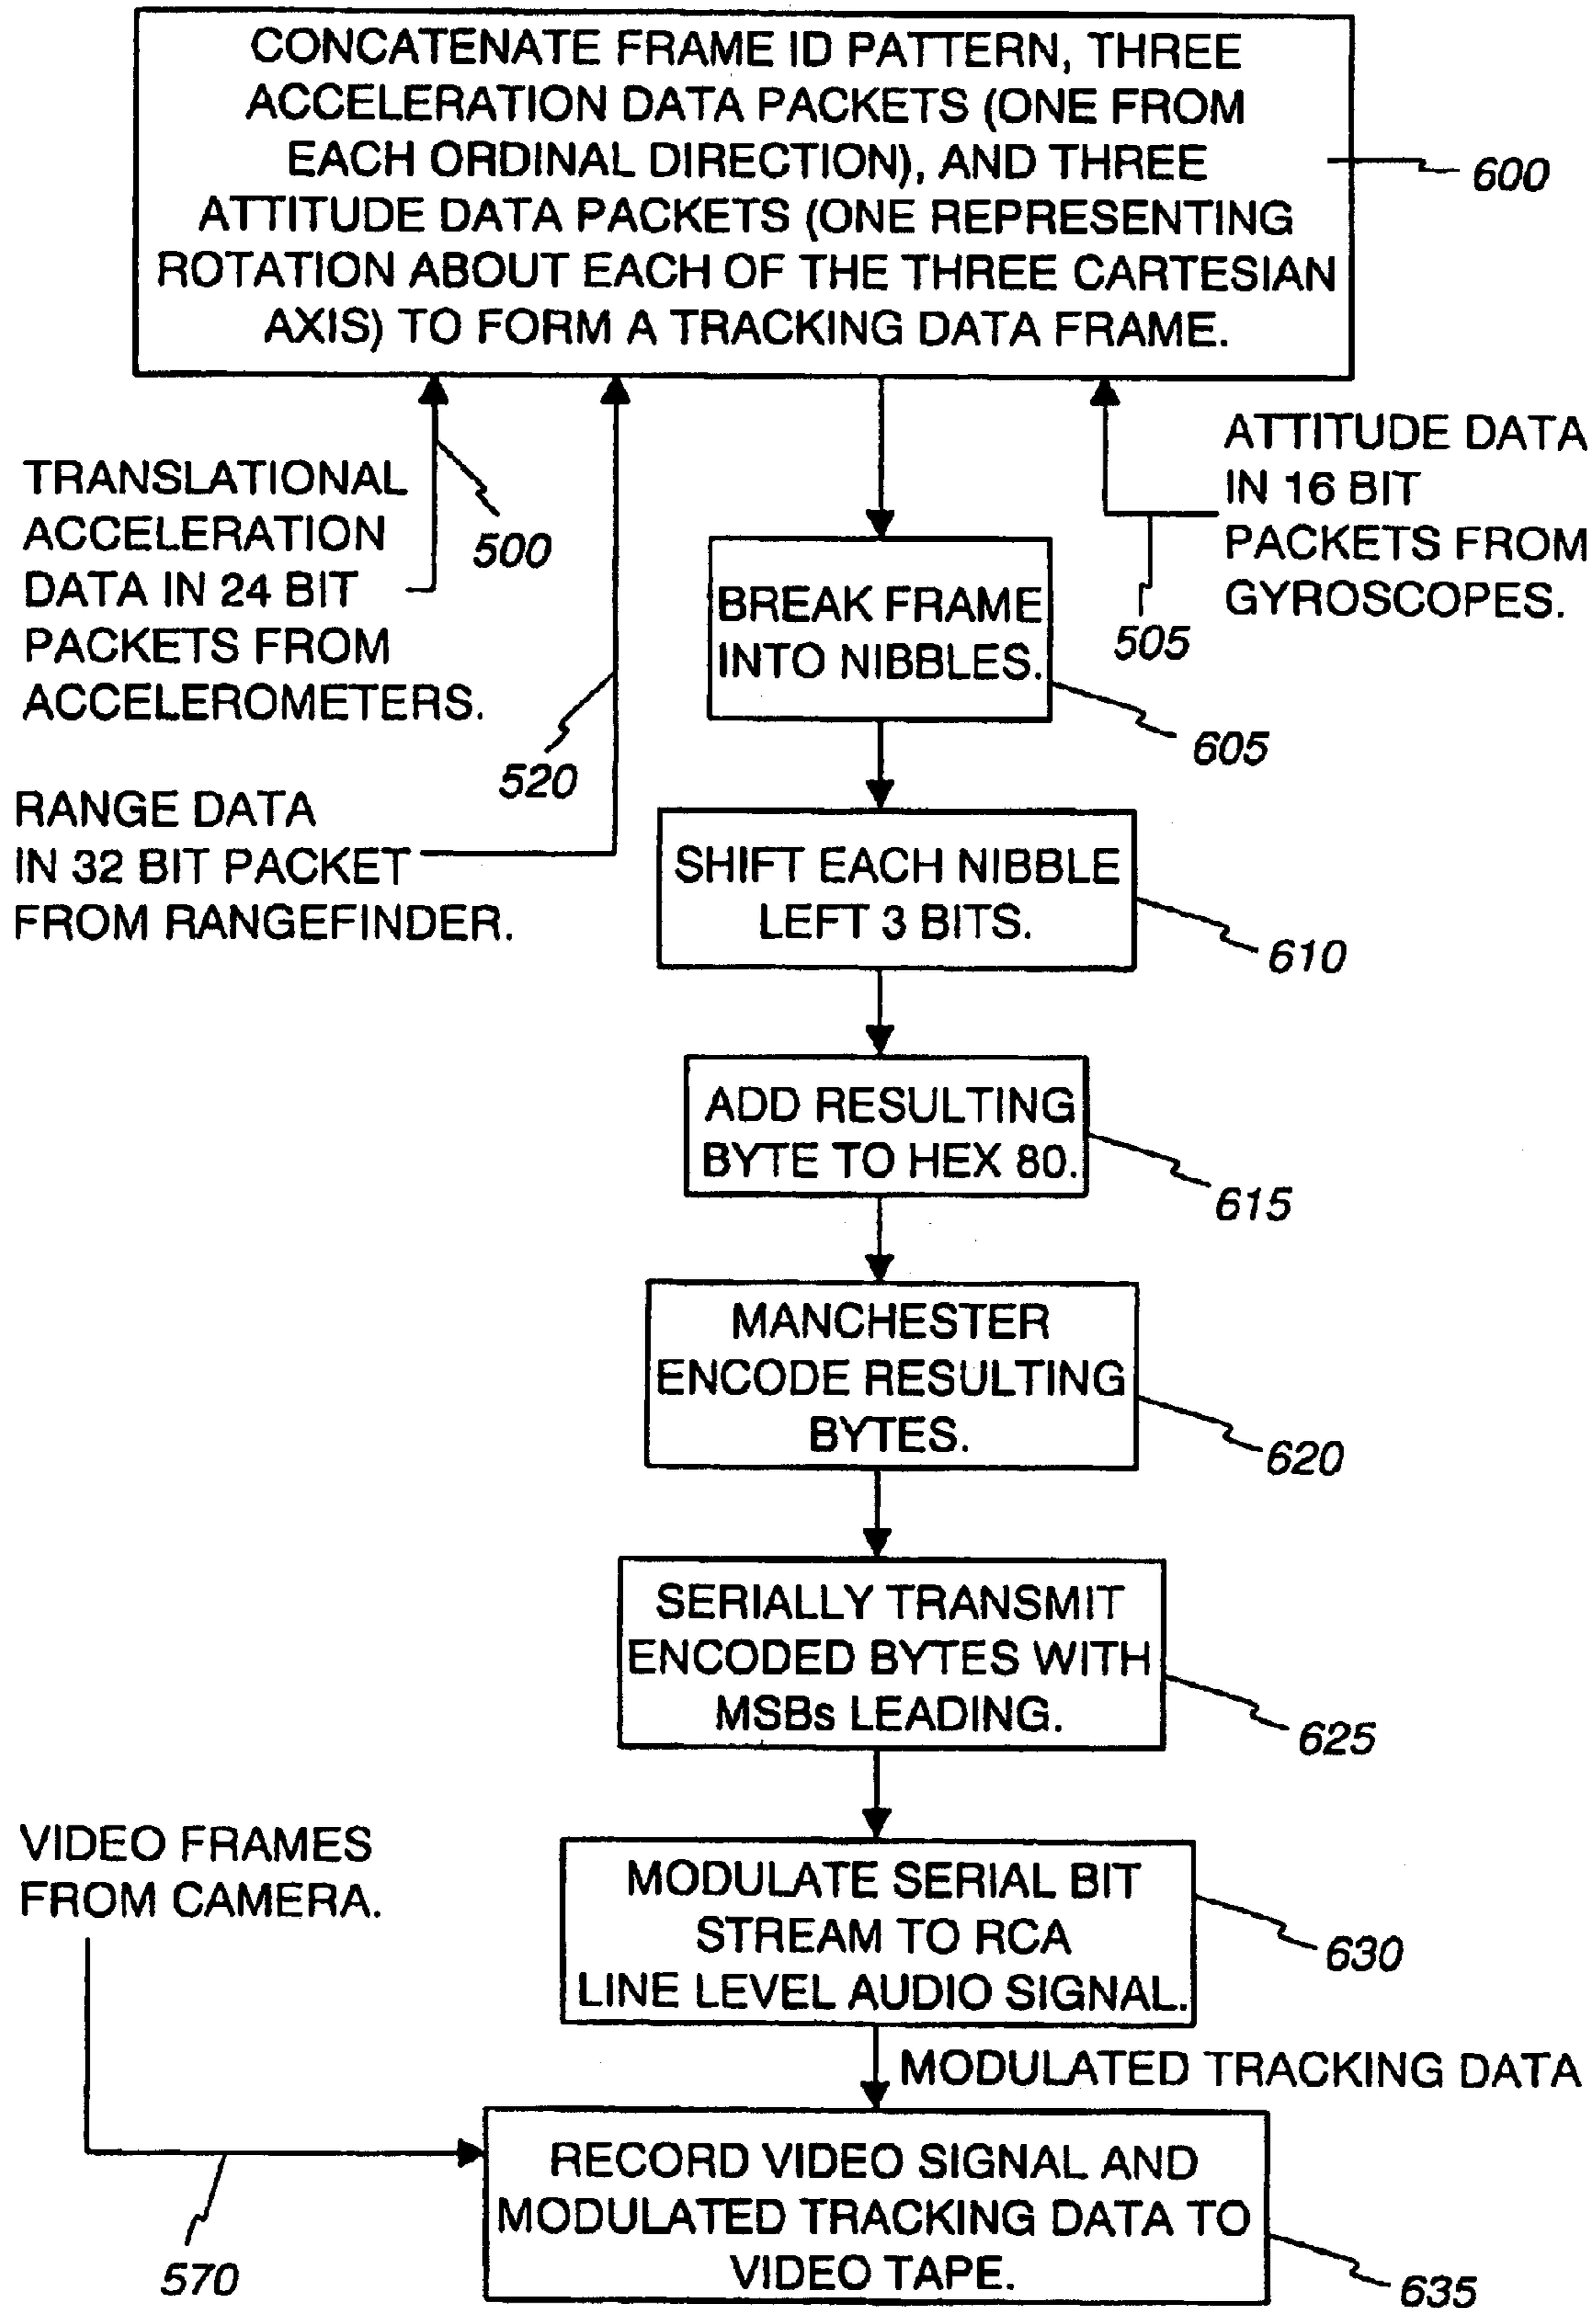 CONCATENATE FRAME ID PATTERN, THREE
ACCELERATION DATA PACKETS (ONE FROM
EACH ORDINAL DIRECTION), AND THREE
ATTITUDE DATA PACKETS (ONE REPRESENTING
ROTATION ABOUT EACH OF THE THREE CARTESIAN
AXIS) TO FORM A TRACKING DATA FRAME.
600
TRANSLATIONAL
ACCELERATION
DATA IN 24 BIT
PACKETS FROM
ACCELEROMETERS.
500
ATTITUDE DATA
IN 16 BIT
PACKETS FROM
GYROSCOPES.
505
BREAK FRAME
INTO NIBBLES.
605
520
RANGE DATA
IN 32 BIT PACKET
FROM RANGEFINDER.
SHIFT EACH NIBBLE
LEFT 3 BITS.
610
ADD RESULTING
BYTE TO HEX 80.
615
MANCHESTER
ENCODE RESULTING
BYTES.
620
SERIALLY TRANSMIT
ENCODED BYTES WITH
MSBs LEADING.
625
VIDEO FRAMES
FROM CAMERA.
MODULATE SERIAL BIT
STREAM TO RCA
LINE LEVEL AUDIO SIGNAL.
630
MODULATED TRACKING DATA
RECORD VIDEO SIGNAL AND
MODULATED TRACKING DATA TO
VIDEO TAPE.
570
635